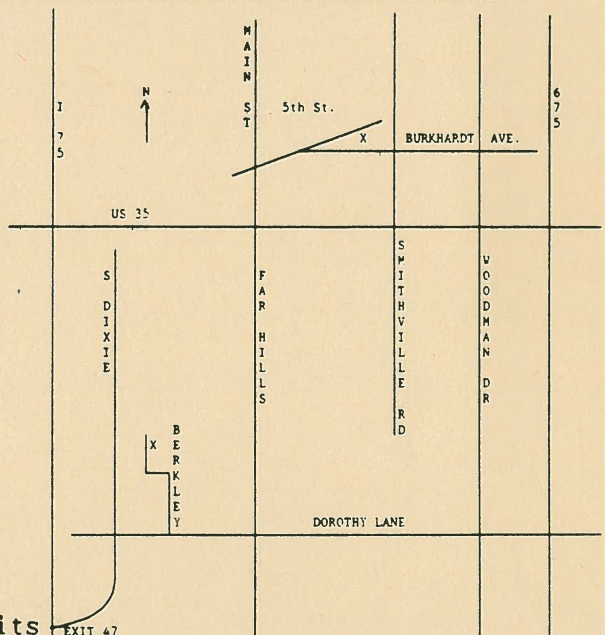 MAIN ST
I 75
N
5th St.
675
X
BURKHARDT AVE.
US 35
S DIXIE
FAR HILLS
SMITHVILLE RD
WOODMAN DR
X
BERKLEY
DOROTHY LANE
its
EXIT 47